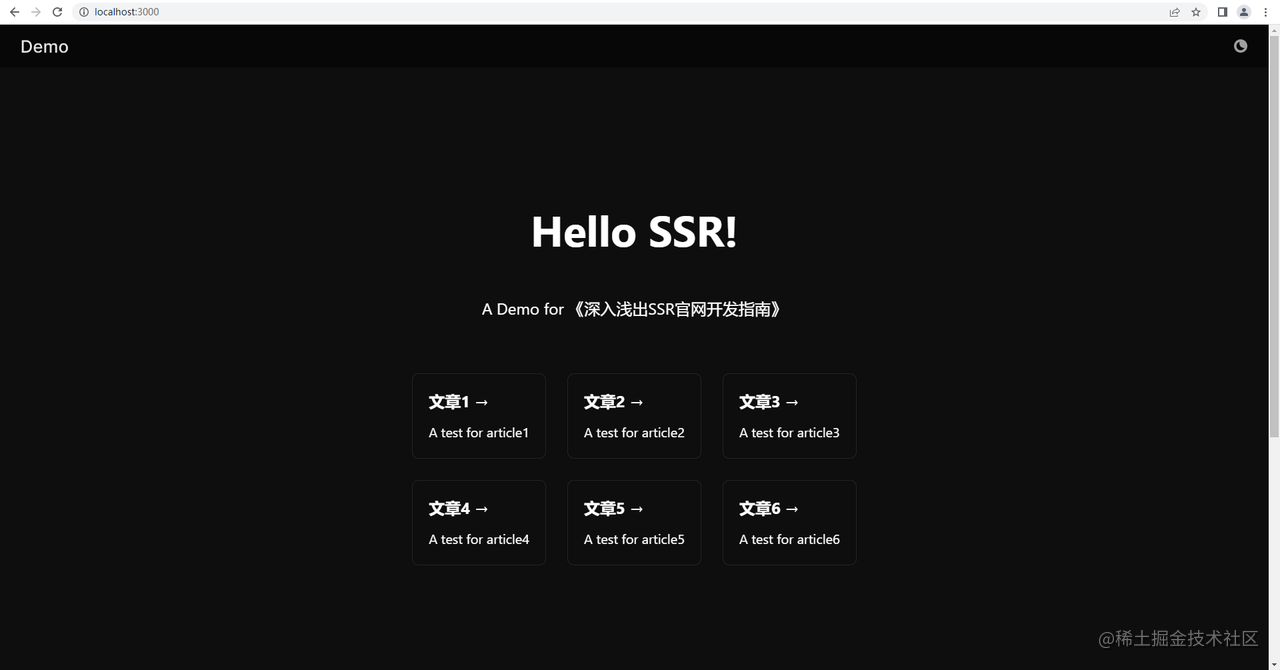 localhost:3000
Demo
Hello SSR!
A Demo for 《深入浅出SSR官网开发指南》
文章1 →
A test for article1
文章2 →
A test for article2
文章3 →
A test for article3
文章4 →
A test for article4
文章5 →
A test for article5
文章6 →
A test for article6
@稀土掘金技术社区